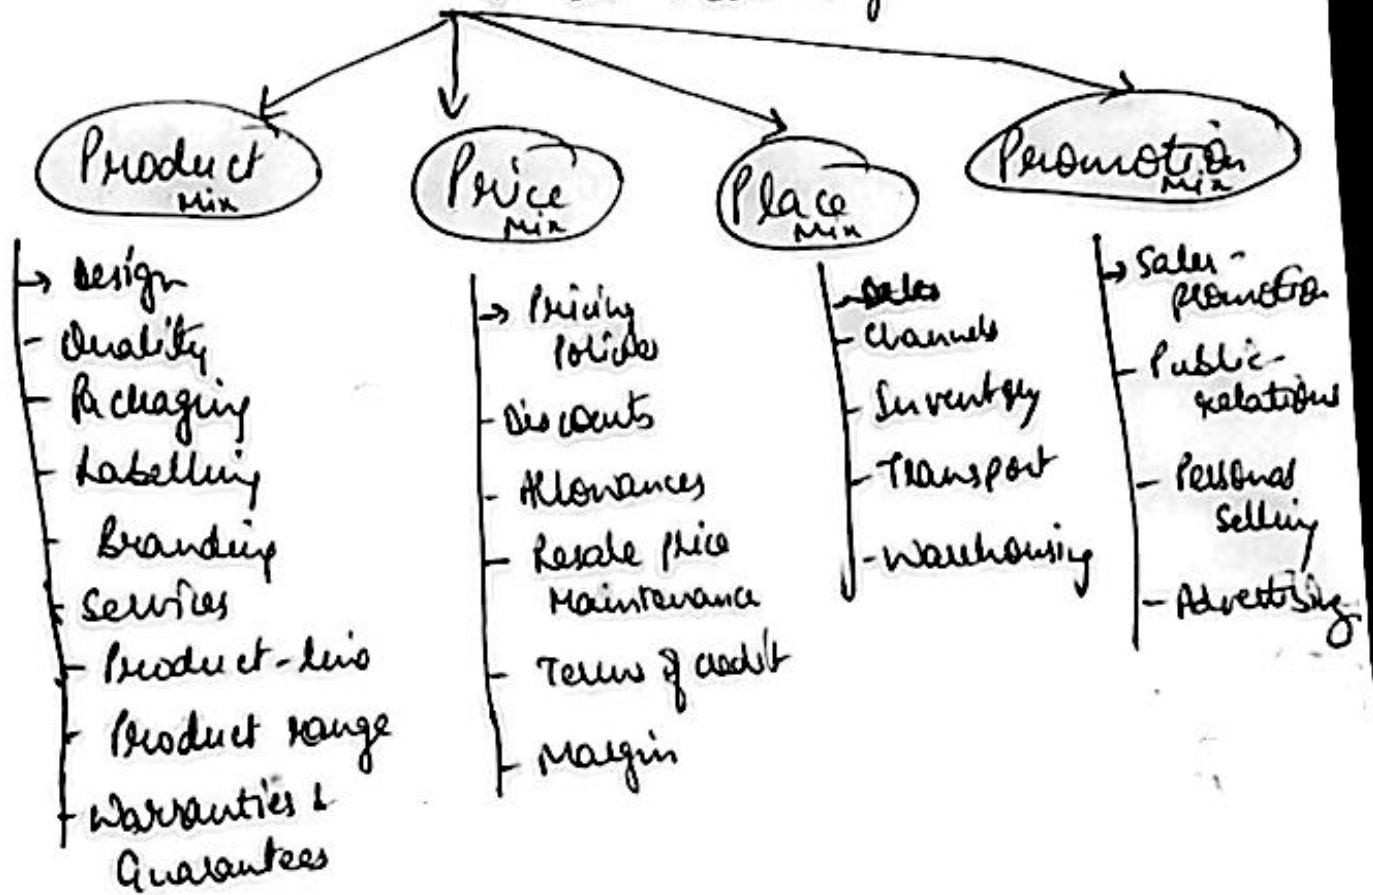 Product
Mix
Price
Mix
Place
Mix
Promotion
Mix
Design
Quality
Packaging
Labelling
Branding
Services
Product-line
Product range
Warranties &
Guarantees
Pricing
Policies
Discounts
Allowances
Resale price
Maintenance
Terms of credit
Margin
Channels
Inventory
Transport
Warehousing
Sales-
promotion
Public-
relations
Personal
Selling
Advertising